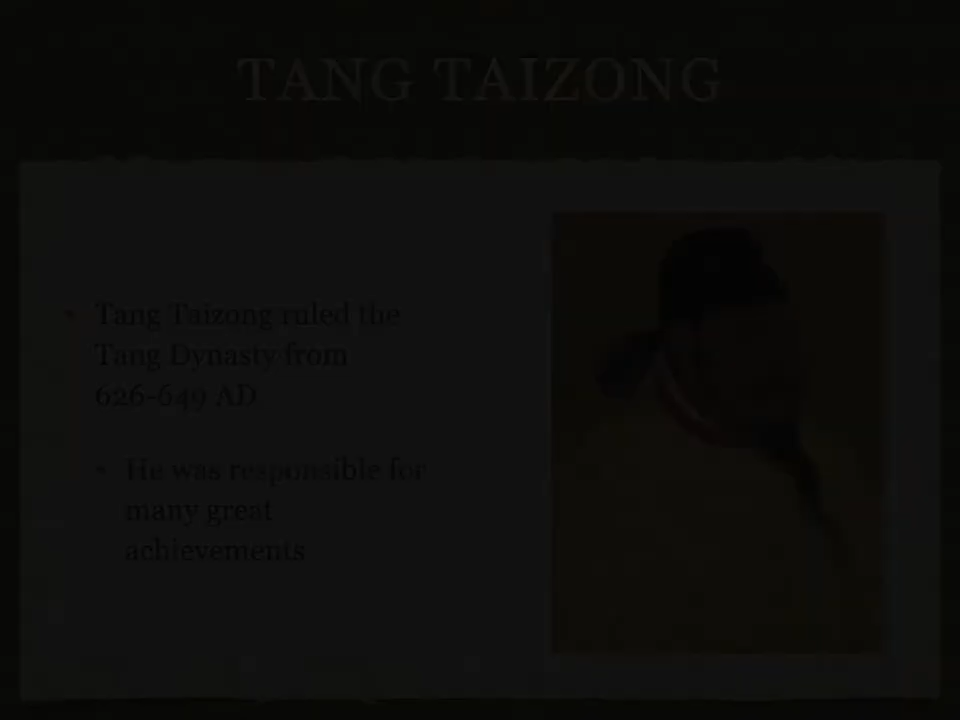 TANG TAIZONG
Tang Taizong ruled the
Tang Dynasty from
626-649 AD
He was responsible for
many great
achievements